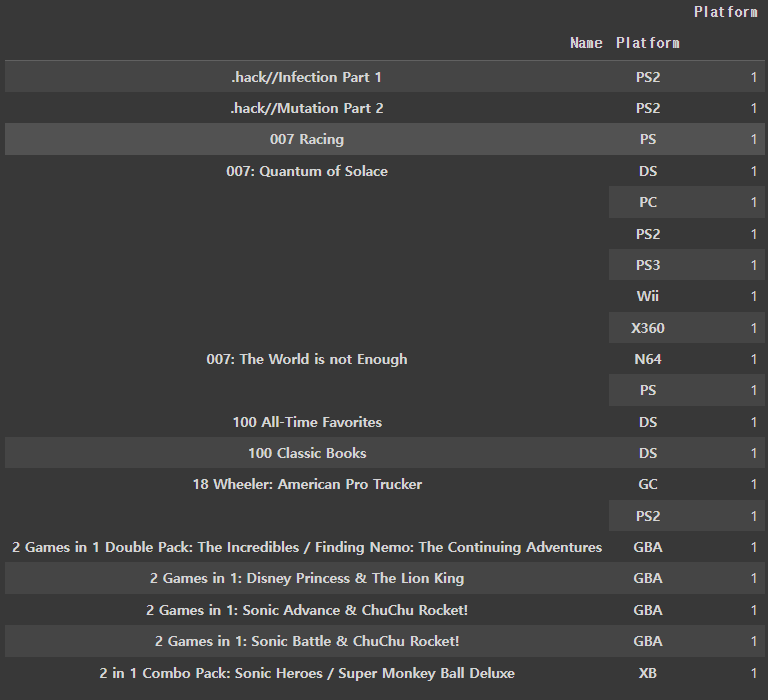 Platform
Name Platform
.hack//Infection Part 1 PS2 1
.hack//Mutation Part 2 PS2 1
007 Racing PS 1
007: Quantum of Solace DS 1
PC 1
PS2 1
PS3 1
Wii 1
X360 1
007: The World is not Enough N64 1
PS 1
100 All-Time Favorites DS 1
100 Classic Books DS 1
18 Wheeler: American Pro Trucker GC 1
PS2 1
2 Games in 1 Double Pack: The Incredibles / Finding Nemo: The Continuing Adventures GBA 1
2 Games in 1: Disney Princess & The Lion King GBA 1
2 Games in 1: Sonic Advance & ChuChu Rocket! GBA 1
2 Games in 1: Sonic Battle & ChuChu Rocket! GBA 1
2 in 1 Combo Pack: Sonic Heroes / Super Monkey Ball Deluxe XB 1